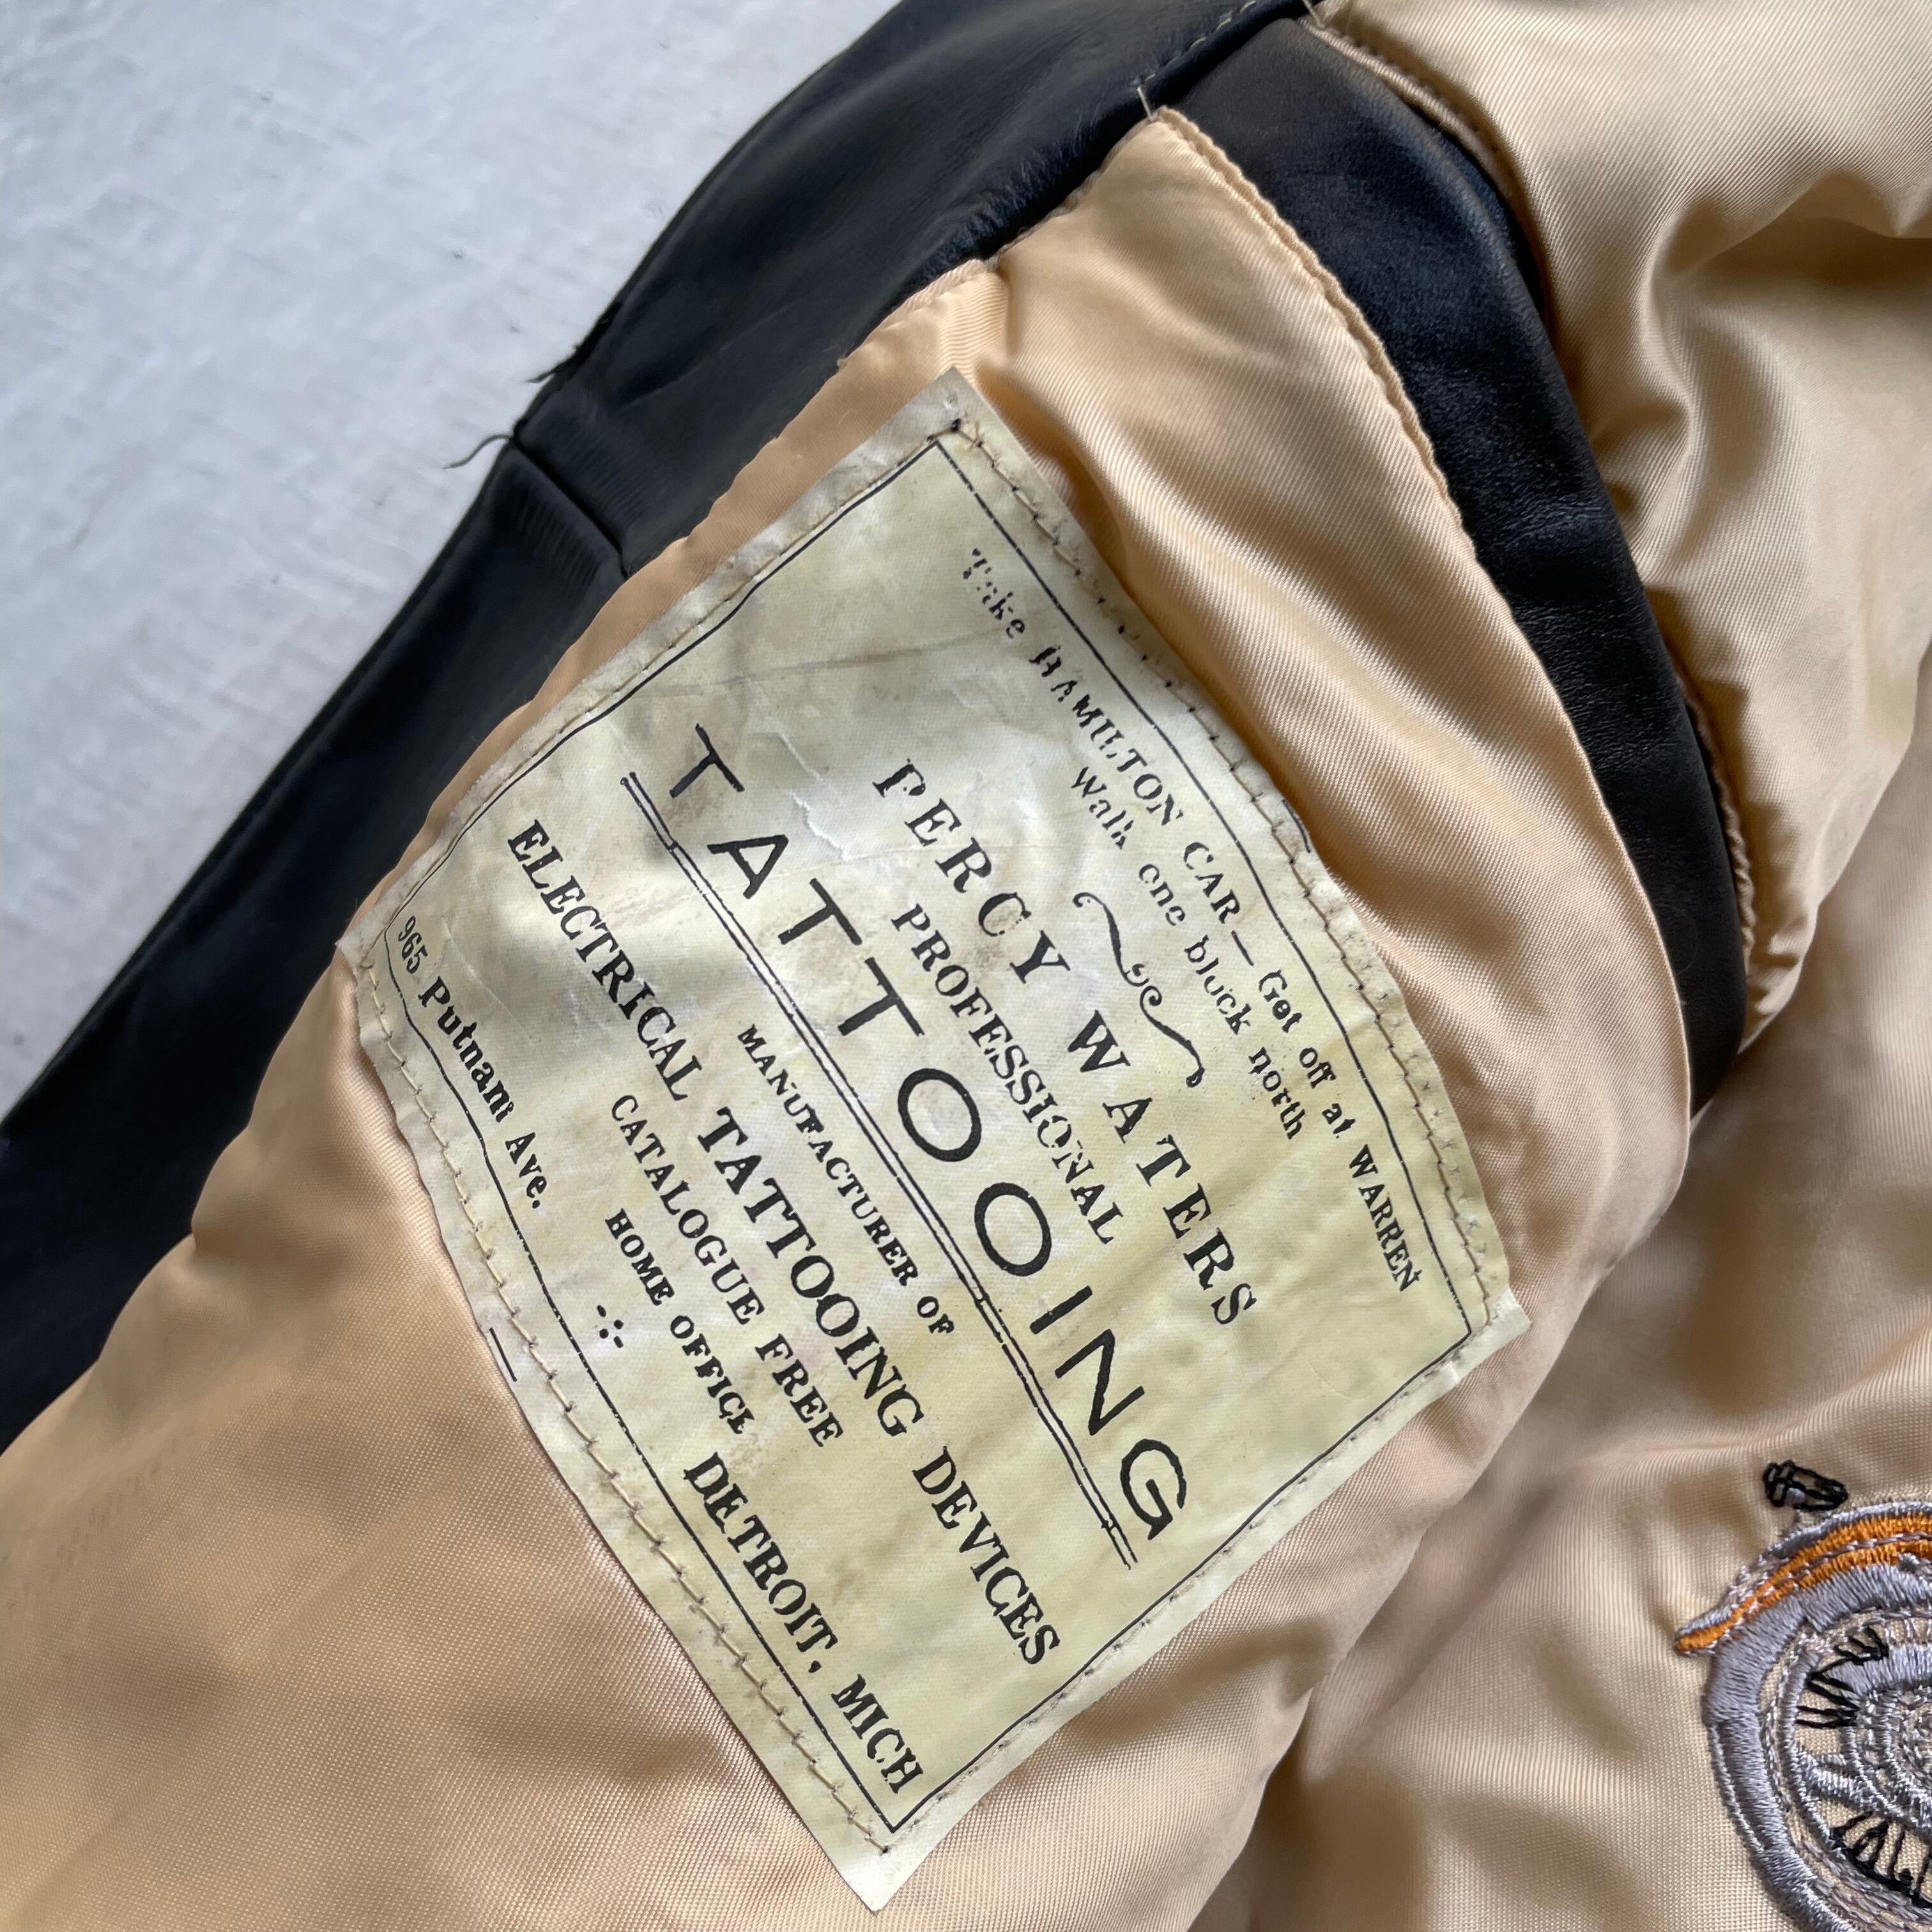 Take HAMILTON CAR—Get off at WARREN
Walk one block north
PERCY WATERS
PROFESSIONAL
TATTOOING
MANUFACTURER OF
ELECTRICAL TATTOOING DEVICES
CATALOGUE FREE
HOME OFFICE
965 Putnam Ave. DETROIT, MICH